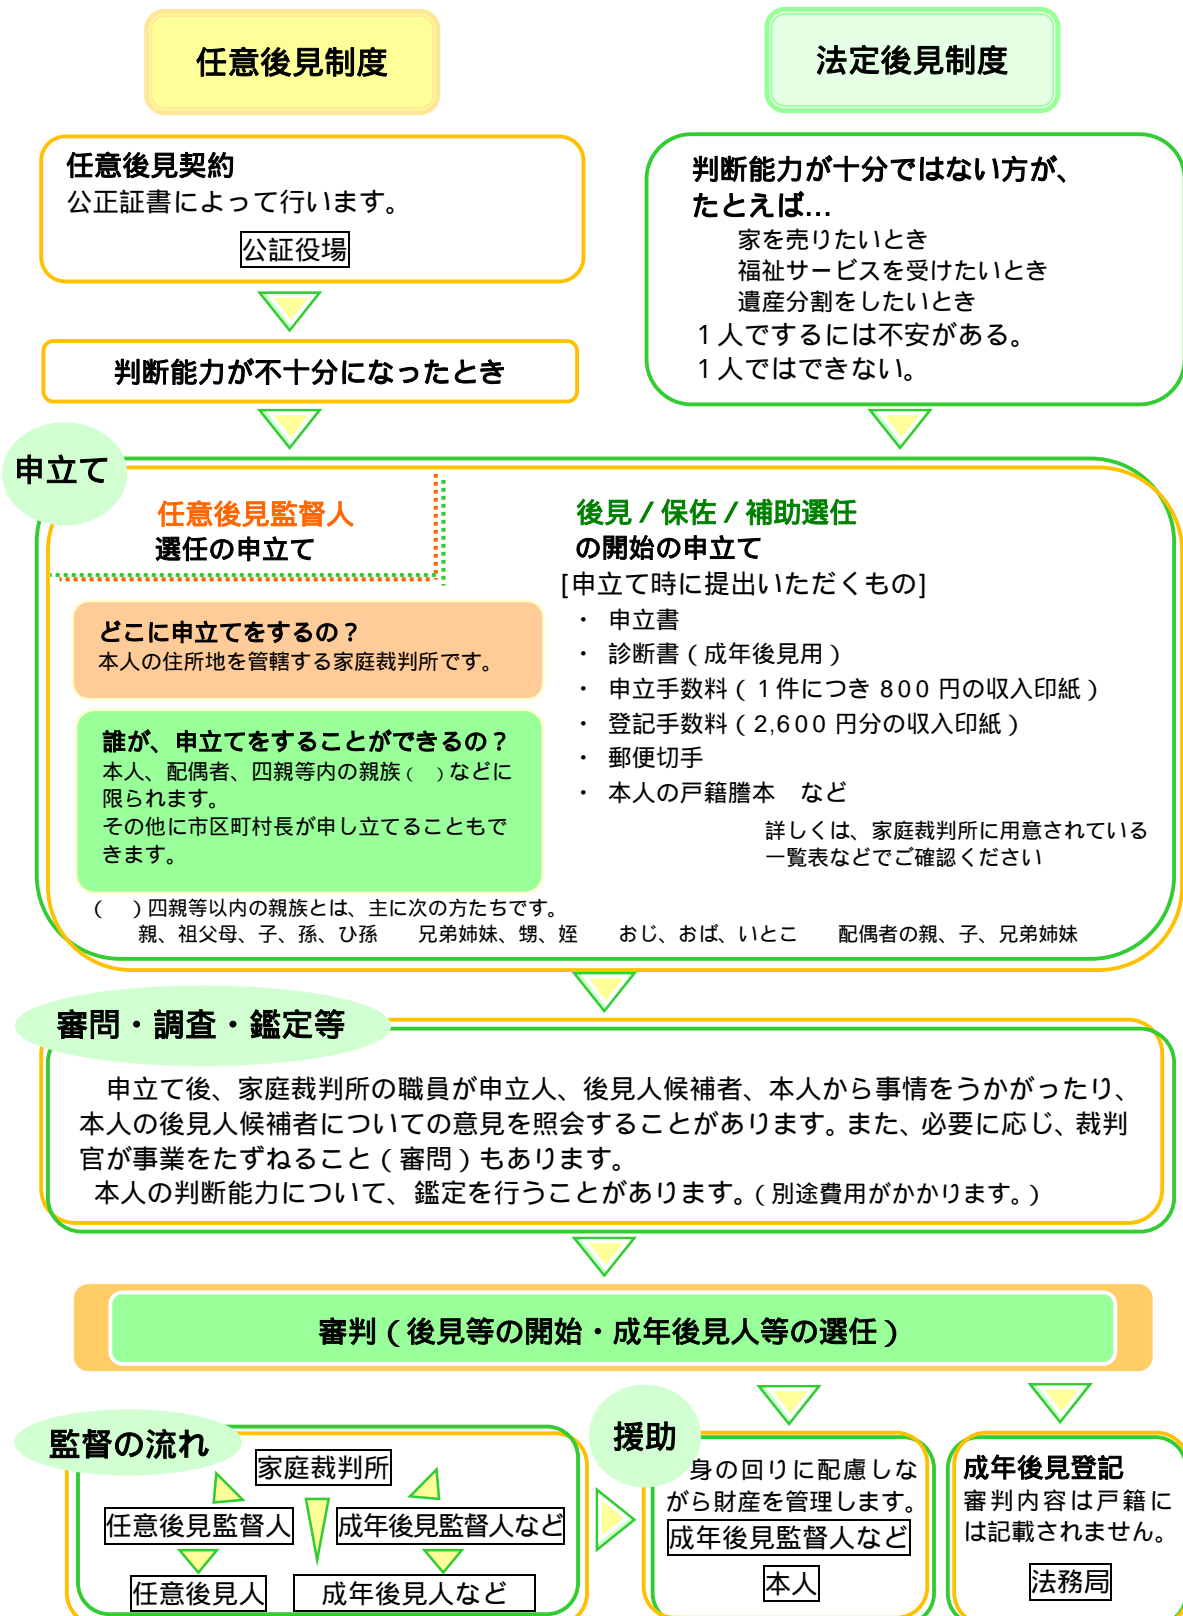 任意後見制度
法定後見制度
任意後見契約
公正証書によって行います。
公証役場
判断能力が不十分になったとき
判断能力が十分ではない方が、
たとえば…
家を売りたいとき
福祉サービスを受けたいとき
遺産分割をしたいとき
１人でするには不安がある。
１人ではできない。
申立て
任意後見監督人
選任の申立て
どこに申立てをするの？
本人の住所地を管轄する家庭裁判所です。
誰が、申立てをすることができるの？
本人、配偶者、四親等内の親族（　）などに
限られます。
その他に市区町村長が申し立てることもで
きます。
後見／保佐／補助選任
の開始の申立て
[申立て時に提出いただくもの]
・ 申立書
・ 診断書（成年後見用）
・ 申立手数料（１件につき 800 円の収入印紙）
・ 登記手数料（2,600 円分の収入印紙）
・ 郵便切手
・ 本人の戸籍謄本　など
詳しくは、家庭裁判所に用意されている
一覧表などでご確認ください
（　）四親等以内の親族とは、主に次の方たちです。
親、祖父母、子、孫、ひ孫　兄弟姉妹、甥、姪　おじ、おば、いとこ　配偶者の親、子、兄弟姉妹
審問・調査・鑑定等
申立て後、家庭裁判所の職員が申立人、後見人候補者、本人から事情をうかがったり、
本人の後見人候補者についての意見を照会することがあります。また、必要に応じ、裁判
官が事業をたずねること（審問）もあります。
本人の判断能力について、鑑定を行うことがあります。（別途費用がかかります。）
審判（後見等の開始・成年後見人等の選任）
監督の流れ
家庭裁判所
任意後見監督人
成年後見監督人など
任意後見人
成年後見人など
援助
身の回りに配慮しな
がら財産を管理します。
成年後見監督人など
本人
成年後見登記
審判内容は戸籍に
は記載されません。
法務局